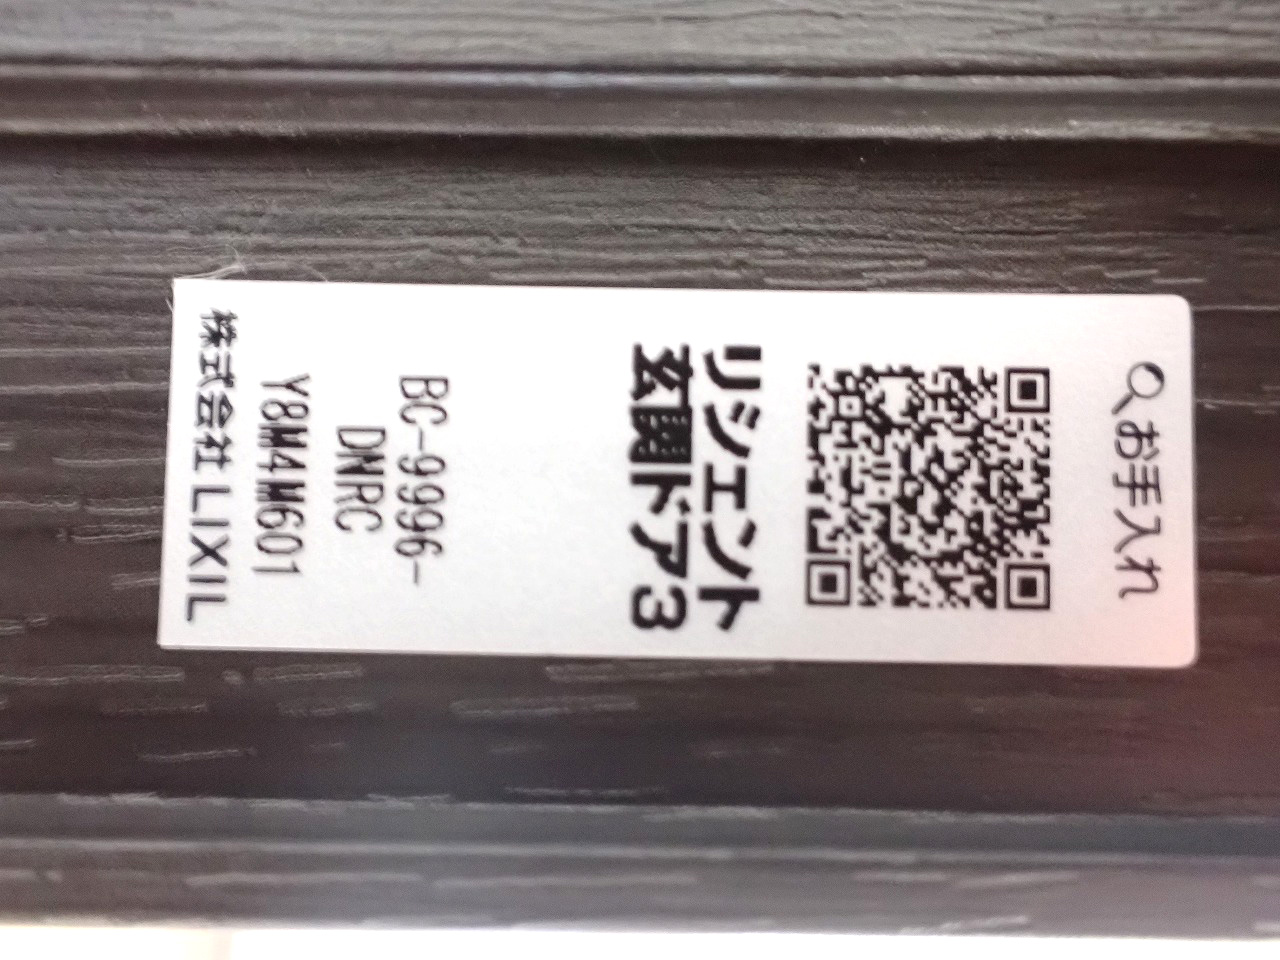 お手入れ
リシェント
玄関ドア3
BC-9996-
DNRC
Y8M4M601
株式会社 LIXIL